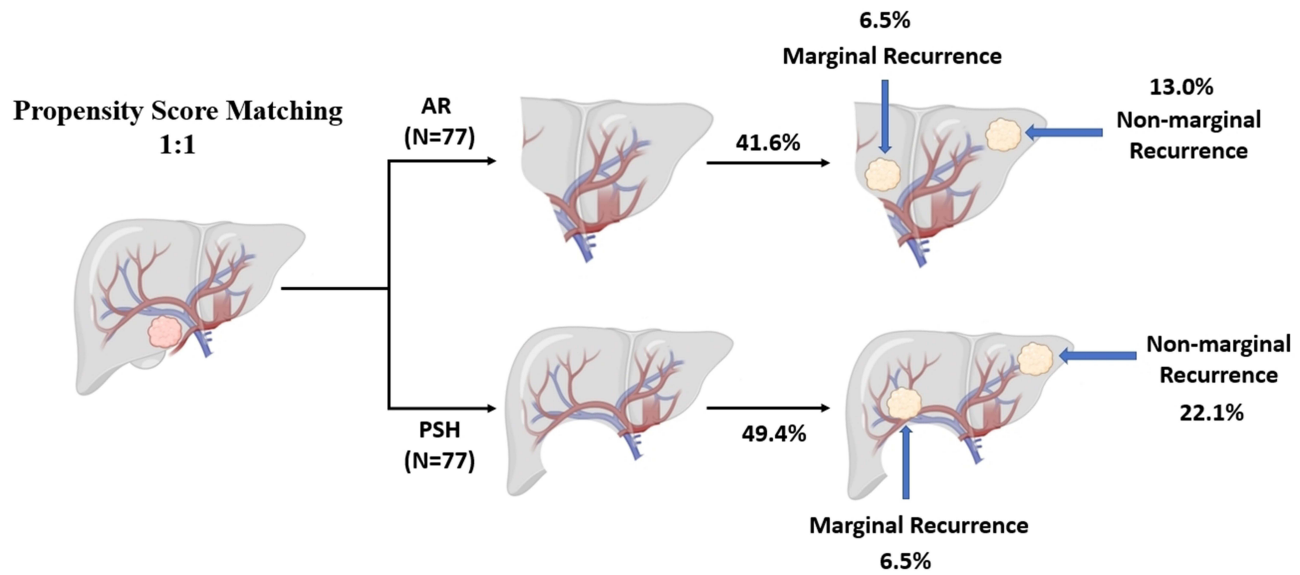 Propensity Score Matching
1:1
AR
(N=77)
41.6%
6.5%
Marginal Recurrence
13.0%
Non-marginal
Recurrence
PSH
(N=77)
49.4%
Non-marginal
Recurrence
22.1%
Marginal Recurrence
6.5%